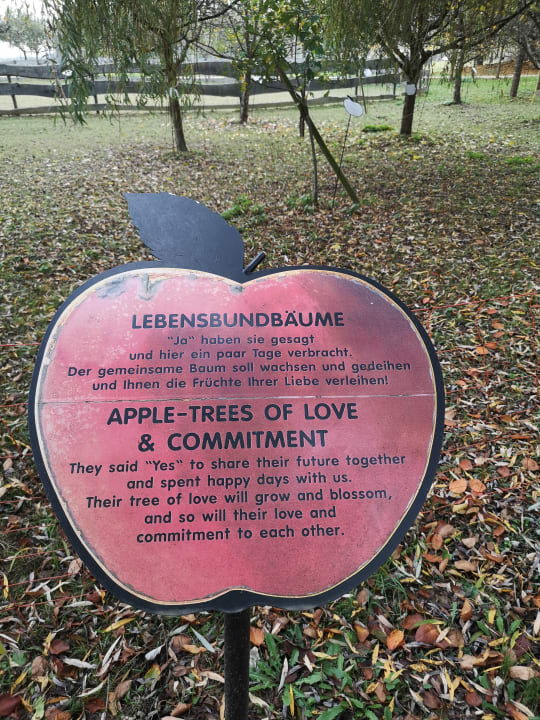 LEBENSBUNDBÄUME
"Ja" haben sie gesagt
und hier ein paar Tage verbracht.
Der gemeinsame Baum soll wachsen und gedeihen
und Ihnen die Früchte Ihrer Liebe verleihen!
APPLE-TREES OF LOVE
& COMMITMENT
They said "Yes" to share their future together
and spent happy days with us.
Their tree of love will grow and blossom,
and so will their love and
commitment to each other.